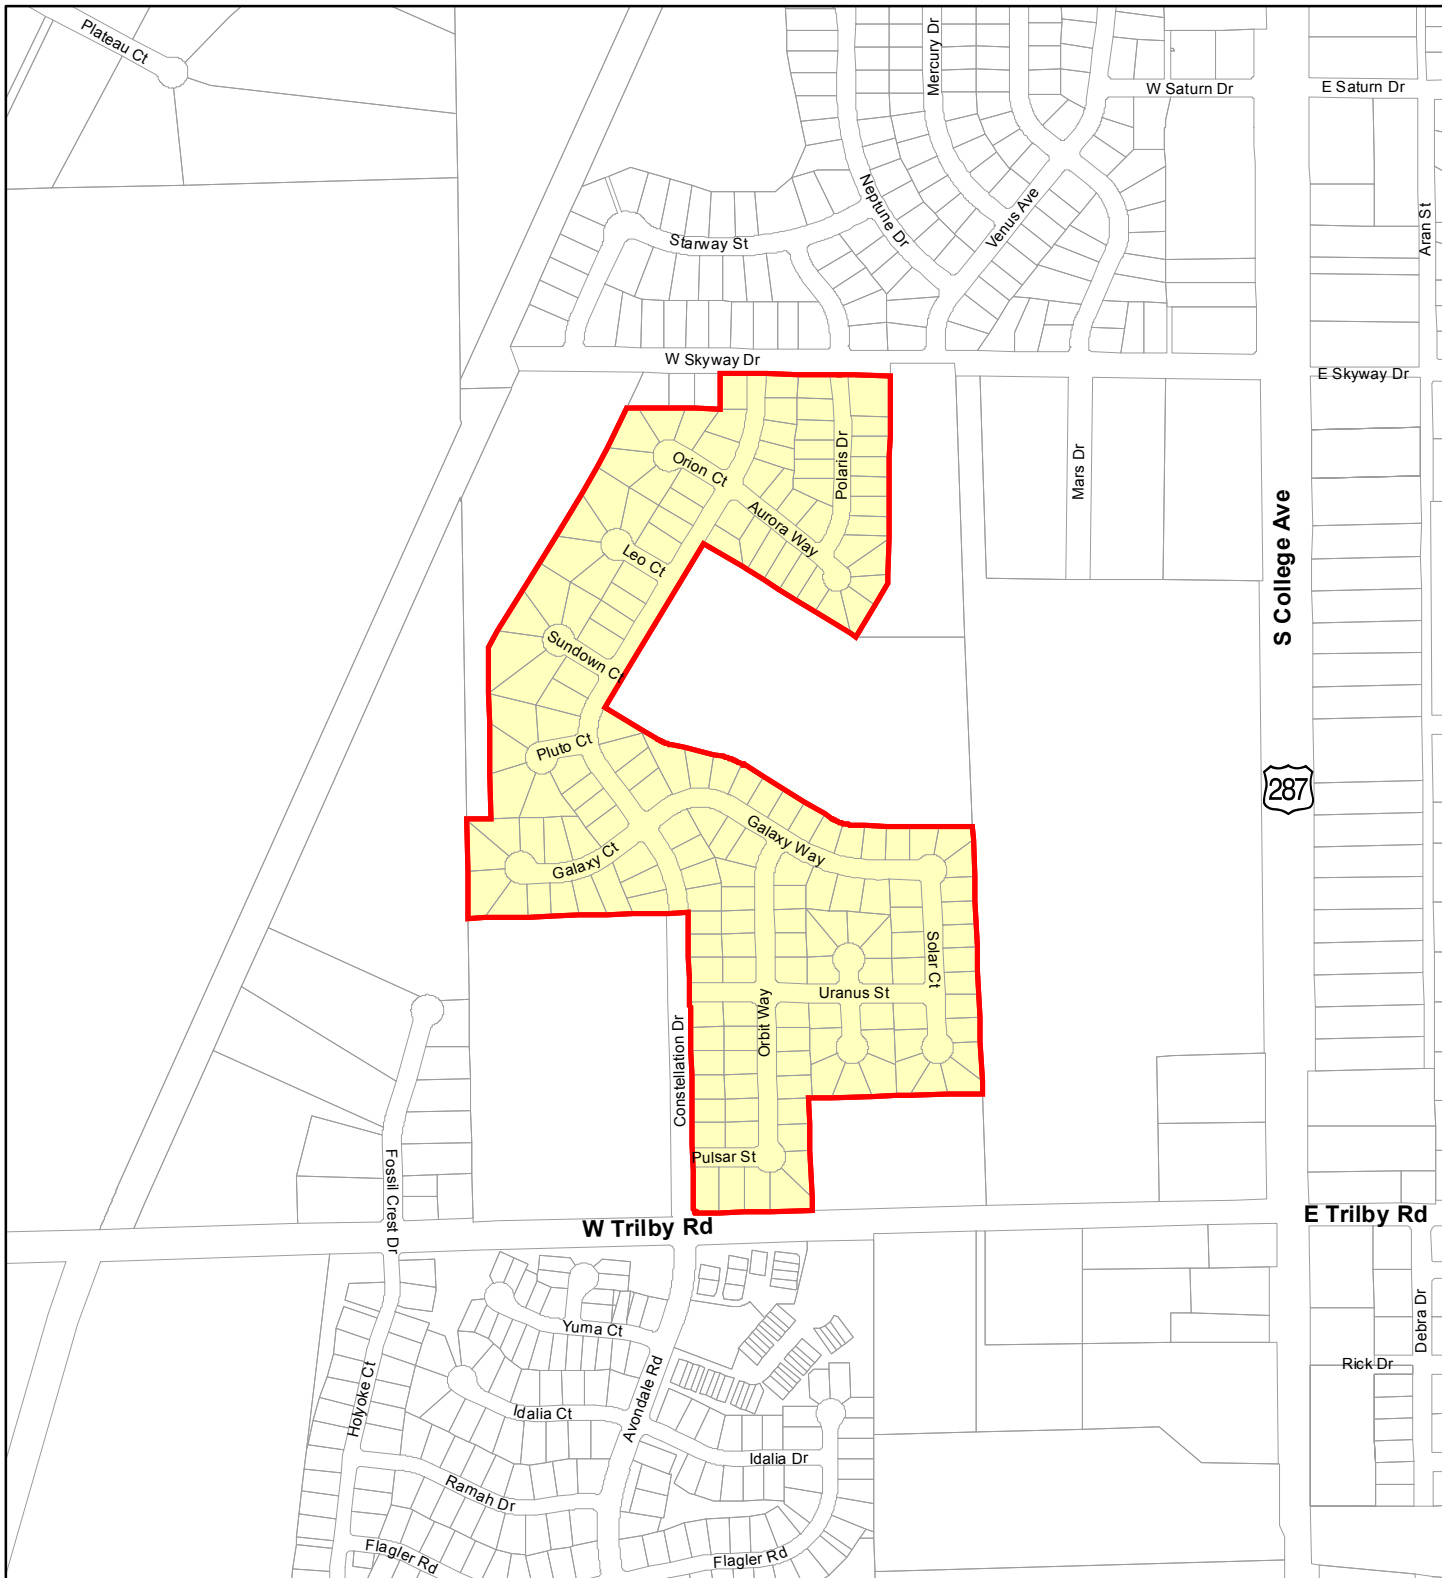 Plateau Ct
Mercury Dr
W Saturn Dr
E Saturn Dr
Neptune Dr
Venus Ave
Aran St
Starway St
W Skyway Dr
E Skyway Dr
Orion Ct
Polaris Dr
Mars Dr
Aurora Way
Leo Ct
S College Ave
Sundown Ct
Pluto Ct
287
Galaxy Way
Galaxy Ct
Solar Ct
Uranus St
Orbit Way
Constellation Dr
Pulsar St
Fossil Crest Dr
W Trilby Rd
E Trilby Rd
Yuma Ct
Debra Dr
Rick Dr
Holyoke Ct
Avondale Rd
Idalia Ct
Idalia Dr
Ramah Dr
Flagler Rd
Flagler Rd